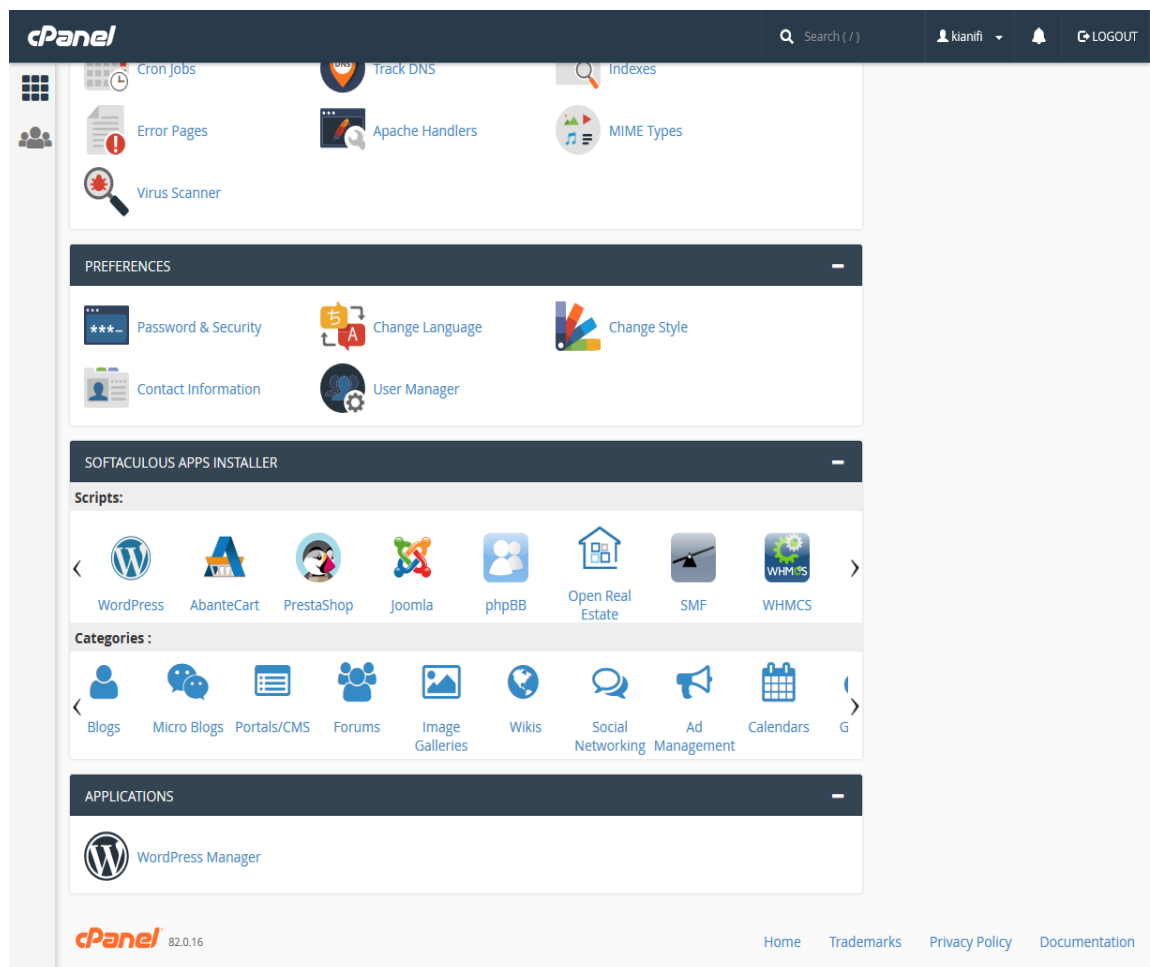 cPanel
Search ( / )
kianifi
LOGOUT
Cron Jobs
DNS
Track DNS
Indexes
Error Pages
Apache Handlers
MIME Types
Virus Scanner
PREFERENCES
***_
Password & Security
ち
A
Change Language
Change Style
Contact Information
User Manager
SOFTACULOUS APPS INSTALLER
Scripts:
WHMCS
WordPress
AbanteCart
PrestaShop
Joomla
phpBB
Open Real
Estate
SMF
WHMCS
Categories :
Blogs
Micro Blogs
Portals/CMS
Forums
Image
Galleries
Wikis
Social
Networking
Ad
Management
Calendars
G
APPLICATIONS
WordPress Manager
cPanel
82.0.16
Home
Trademarks
Privacy Policy
Documentation